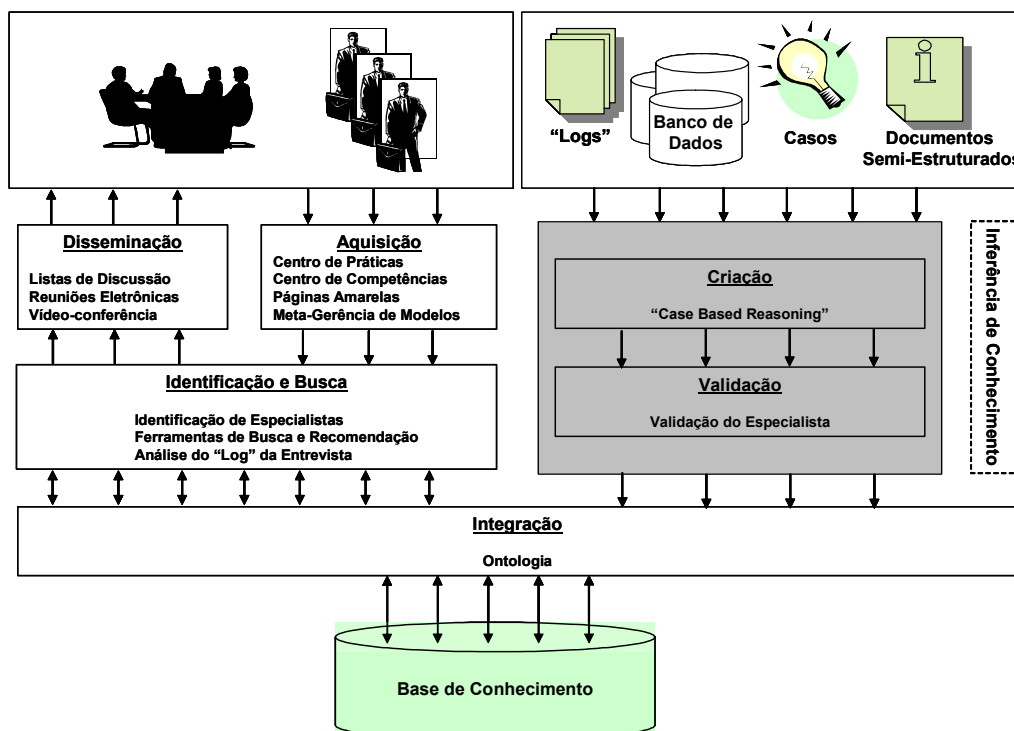 “Logs”
Banco de
Dados
Casos
Documentos
Semi-Estruturados
Disseminação
Listas de Discussão
Reuniões Eletrônicas
Vídeo-conferência
Aquisição
Centro de Práticas
Centro de Competências
Páginas Amarelas
Meta-Gerência de Modelos
Criação
“Case Based Reasoning”
Validação
Validação do Especialista
Inferência de Conhecimento
Identificação e Busca
Identificação de Especialistas
Ferramentas de Busca e Recomendação
Análise do “Log” da Entrevista
Integração
Ontologia
Base de Conhecimento